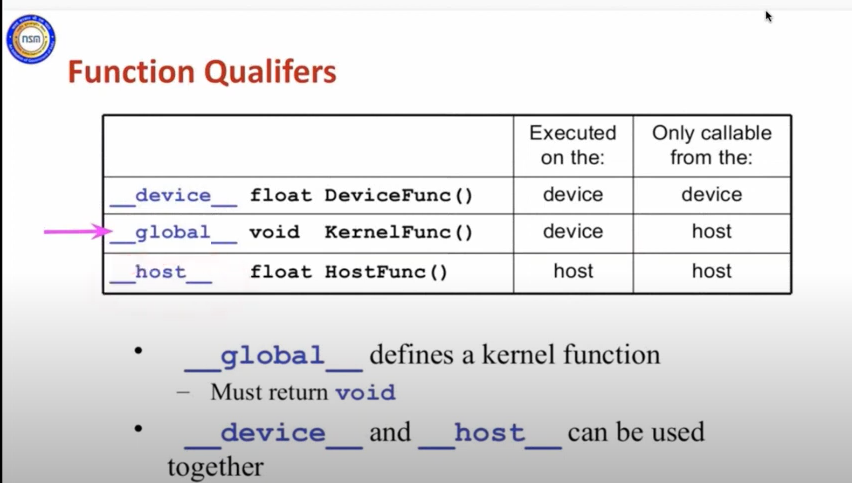 nsm
Function Qualifers
Executed on the: Only callable from the:
__device__ float DeviceFunc() device device
__global__ void KernelFunc() device host
__host__ float HostFunc() host host
• __global__ defines a kernel function
– Must return void
• __device__ and __host__ can be used
together